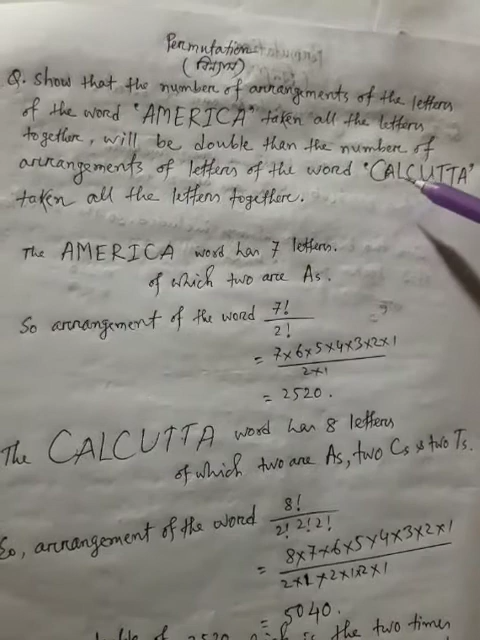 Permutation
(বিন্যাস)
Q. Show that the number of arrangements of the letters
of the word "AMERICA" taken all the letters
together, will be double than the number of
arrangements of letters of the word "CALCUTTA"
taken all the letters together.
The AMERICA word has 7 letters.
of which two are As.
So arrangement of the word 7!/2!
= 7×6×5×4×3×2×1 / 2×1
= 2520.
The CALCUTTA word has 8 letters
of which two are As, two Cs & two Ts.
So, arrangement of the word 8!/2! 2! 2!
= 8×7×6×5×4×3×2×1 / 2×1×2×1×2×1
= 5040.
of 2520 the two times